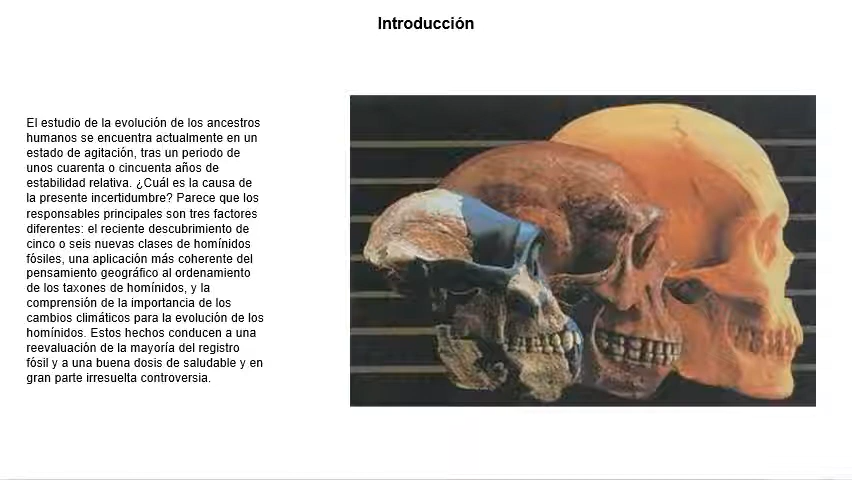 Introducción
El estudio de la evolución de los ancestros
humanos se encuentra actualmente en un
estado de agitación, tras un periodo de
unos cuarenta o cincuenta años de
estabilidad relativa. ¿Cuál es la causa de
la presente incertidumbre? Parece que los
responsables principales son tres factores
diferentes: el reciente descubrimiento de
cinco o seis nuevas clases de homínidos
fósiles, una aplicación más coherente del
pensamiento geográfico al ordenamiento
de los taxones de homínidos, y la
comprensión de la importancia de los
cambios climáticos para la evolución de los
homínidos. Estos hechos conducen a una
reevaluación de la mayoría del registro
fósil y a una buena dosis de saludable y en
gran parte irresuelta controversia.